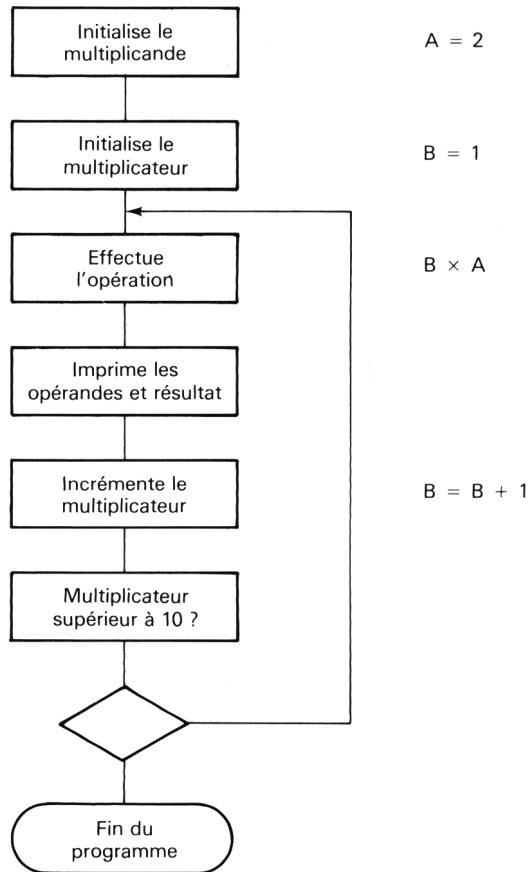 Initialise le
multiplicande
A = 2
Initialise le
multiplicateur
B = 1
Effectue
l'opération
B × A
Imprime les
opérandes et résultat
Incrémente le
multiplicateur
B = B + 1
Multiplicateur
supérieur à 10 ?
Fin du
programme